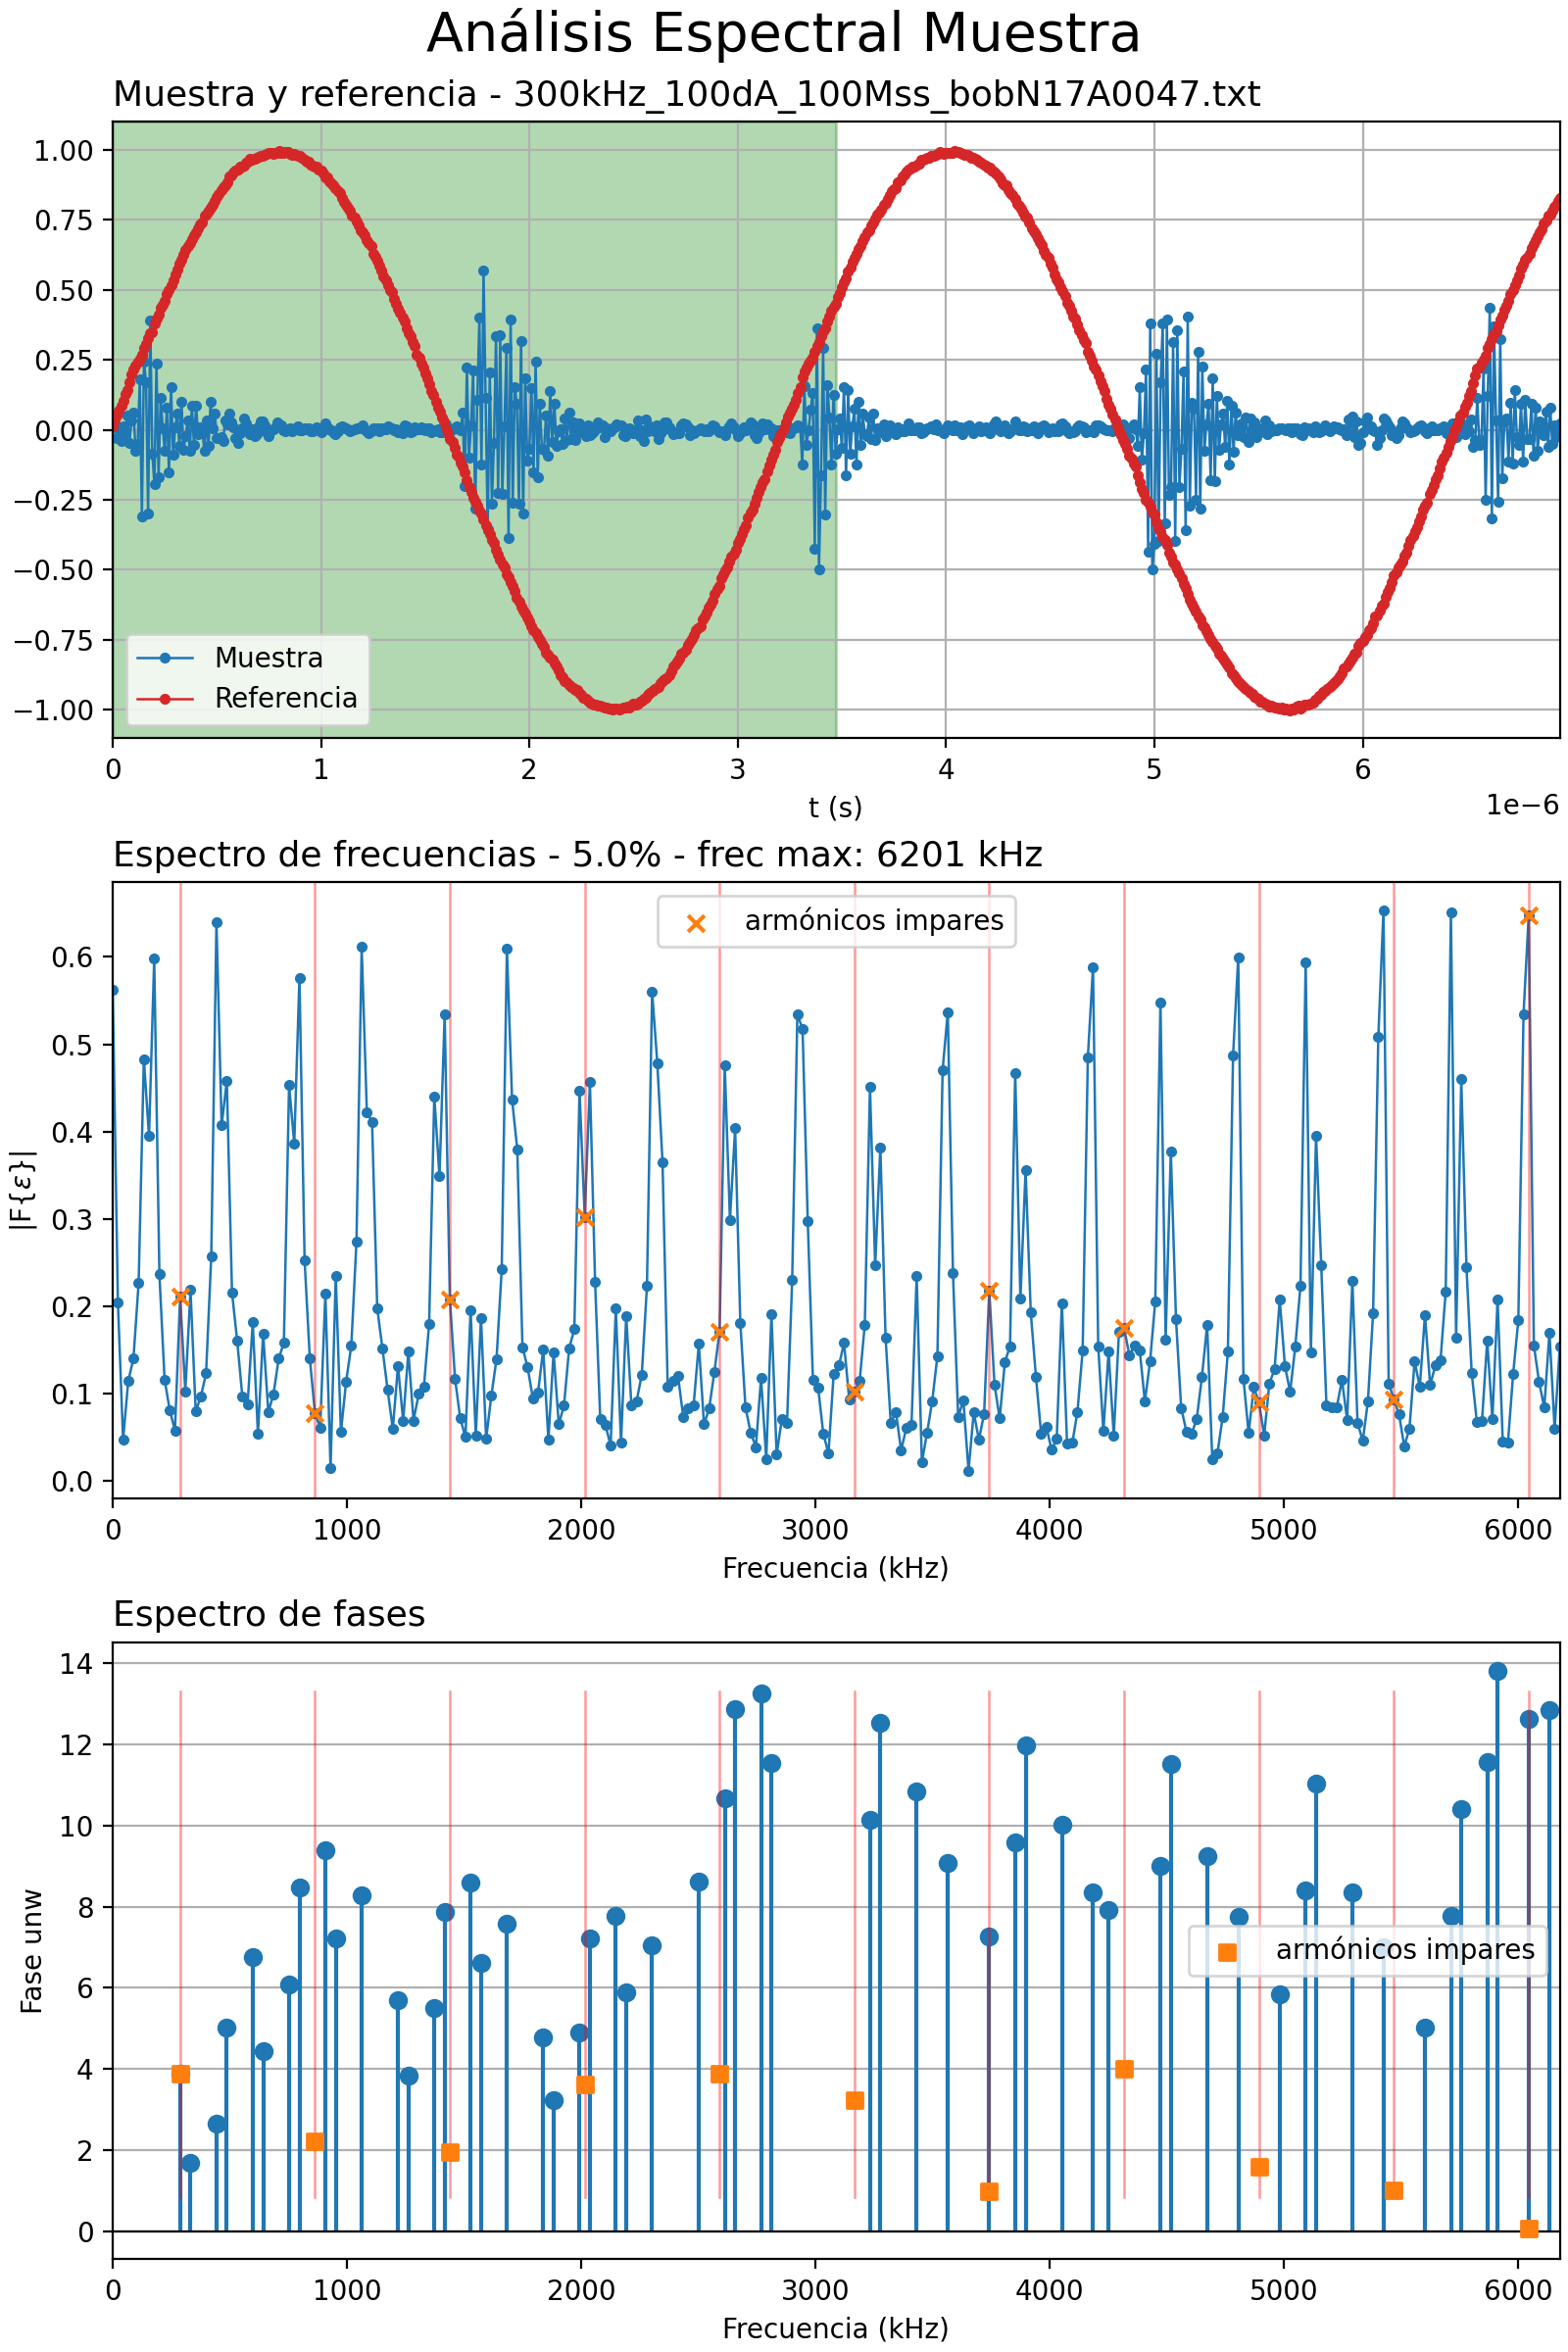 Análisis Espectral Muestra
Muestra y referencia - 300kHz_100dA_100Mss_bobN17A0047.txt
1.00
0.75
0.50
0.25
0.00
−0.25
−0.50
−0.75
−1.00
Muestra
Referencia
0 1 2 3 4 5 6
1e−6
t (s)
Espectro de frecuencias - 5.0% - frec max: 6201 kHz
armónicos impares
0.6
0.5
0.4
0.3
0.2
0.1
0.0
|F{ε}|
0 1000 2000 3000 4000 5000 6000
Frecuencia (kHz)
Espectro de fases
14
12
10
8
6
4
2
0
Fase unw
armónicos impares
0 1000 2000 3000 4000 5000 6000
Frecuencia (kHz)